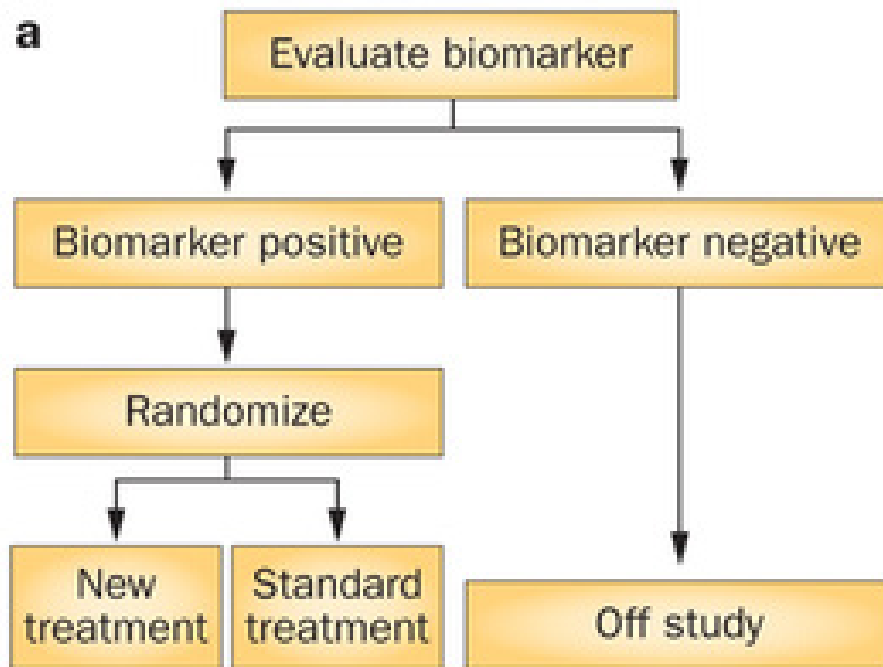 a
Evaluate biomarker
Biomarker positive
Biomarker negative
Randomize
New
treatment
Standard
treatment
Off study